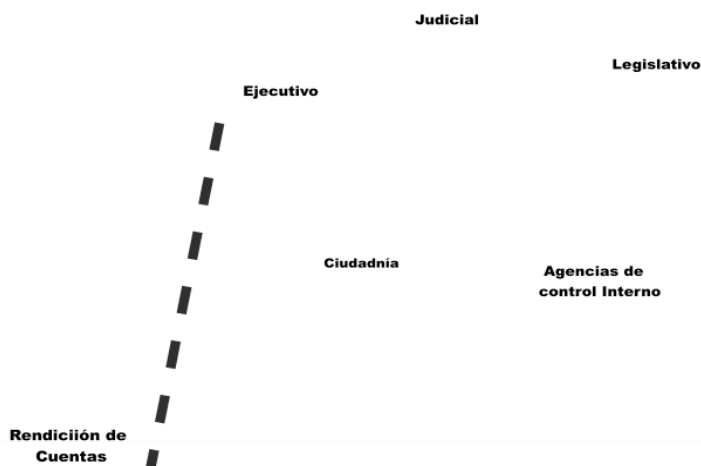 Judicial
Legislativo
Ejecutivo
Ciudadnía
Agencias de
control Interno
Rendiciión de
Cuentas